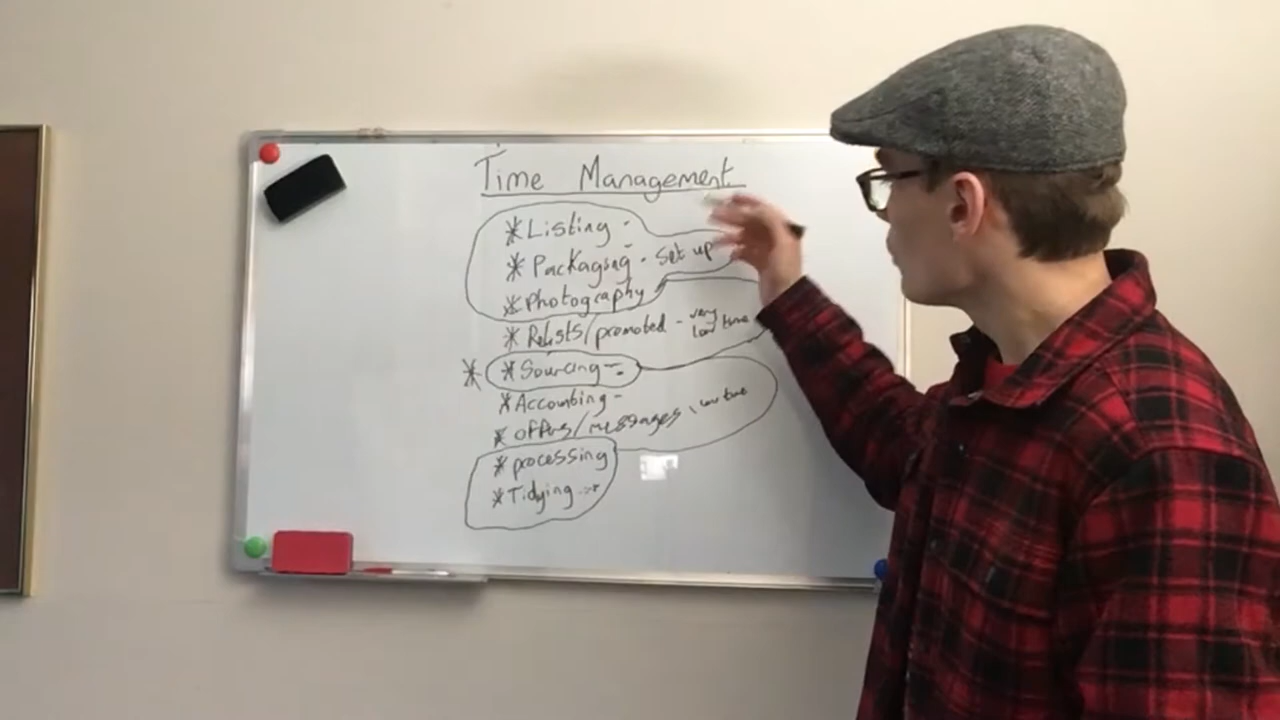 Time Management
* Listing -
* Packaging - Set up
* Photography
* Relists/promoted - very low time
* * Sourcing -
* Accounting -
* offers/messages, low time
* processing
* Tidying